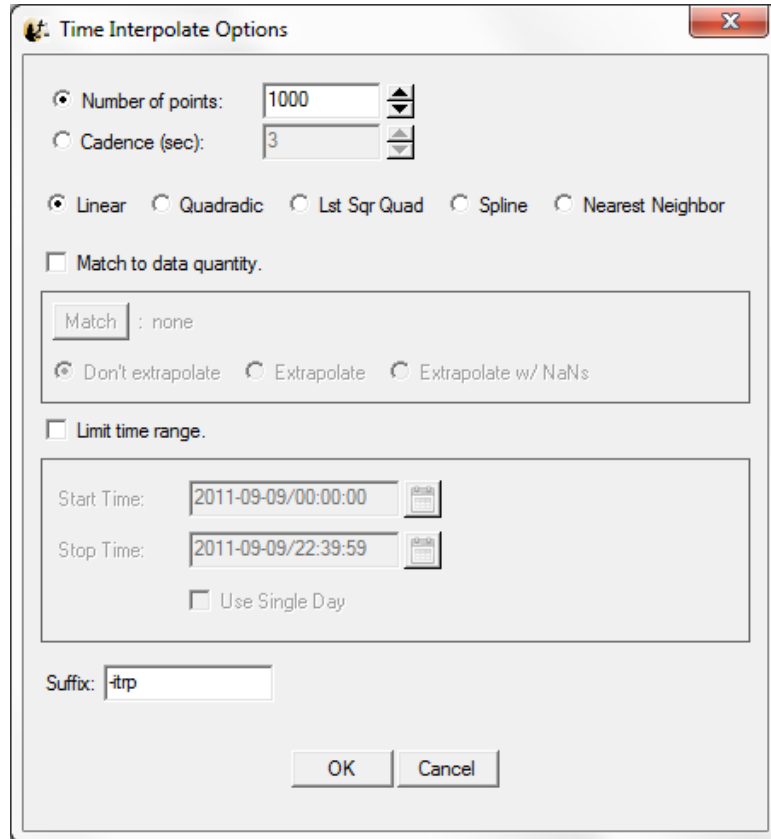 Time Interpolate Options
Number of points: 1000
Cadence (sec): 3
Linear Quadradic Lst Sqr Quad Spline Nearest Neighbor
Match to data quantity.
Match : none
Don't extrapolate Extrapolate Extrapolate w/ NaNs
Limit time range.
Start Time: 2011-09-09/00:00:00
Stop Time: 2011-09-09/22:39:59
Use Single Day
Suffix: -itrp
OK Cancel